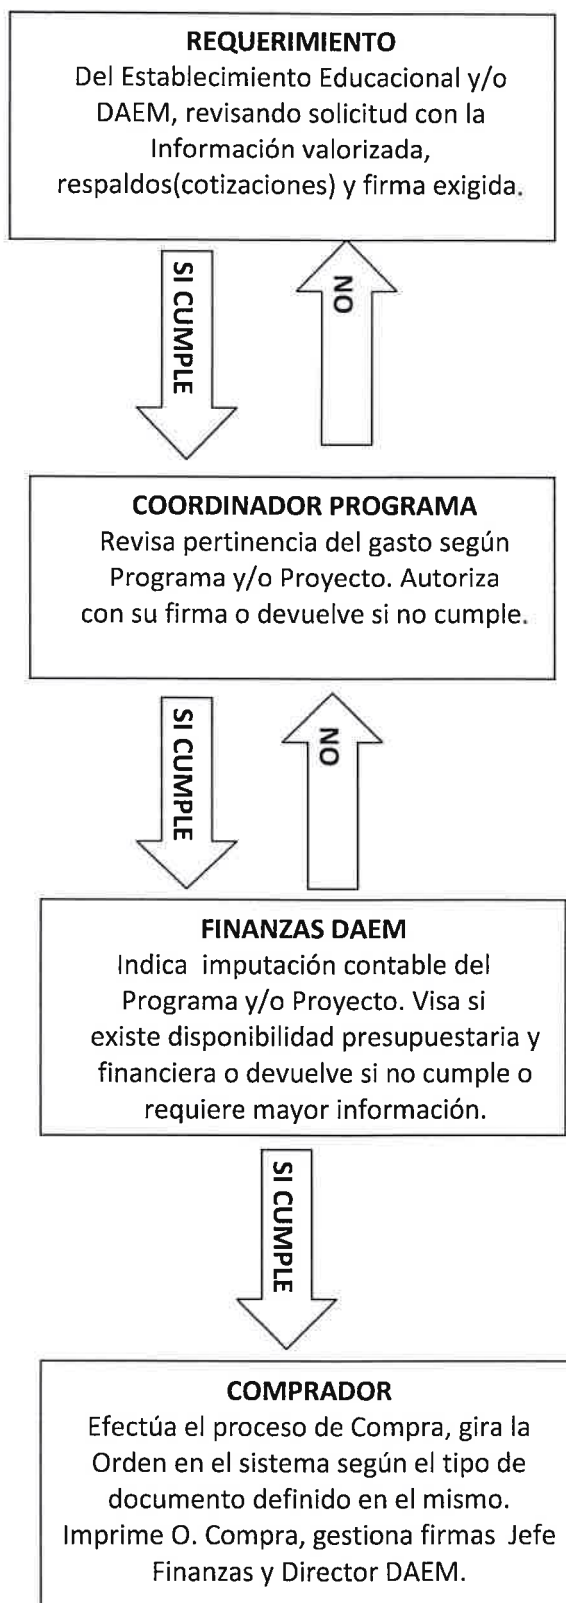 REQUERIMIENTO
Del Establecimiento Educacional y/o
DAEM, revisando solicitud con la
Información valorizada,
respaldos(cotizaciones) y firma exigida.
SI CUMPLE
NO
COORDINADOR PROGRAMA
Revisa pertinencia del gasto según
Programa y/o Proyecto. Autoriza
con su firma o devuelve si no cumple.
SI CUMPLE
NO
FINANZAS DAEM
Indica imputación contable del
Programa y/o Proyecto. Visa si
existe disponibilidad presupuestaria y
financiera o devuelve si no cumple o
requiere mayor información.
SI CUMPLE
COMPRADOR
Efectúa el proceso de Compra, gira la
Orden en el sistema según el tipo de
documento definido en el mismo.
Imprime O. Compra, gestiona firmas Jefe
Finanzas y Director DAEM.